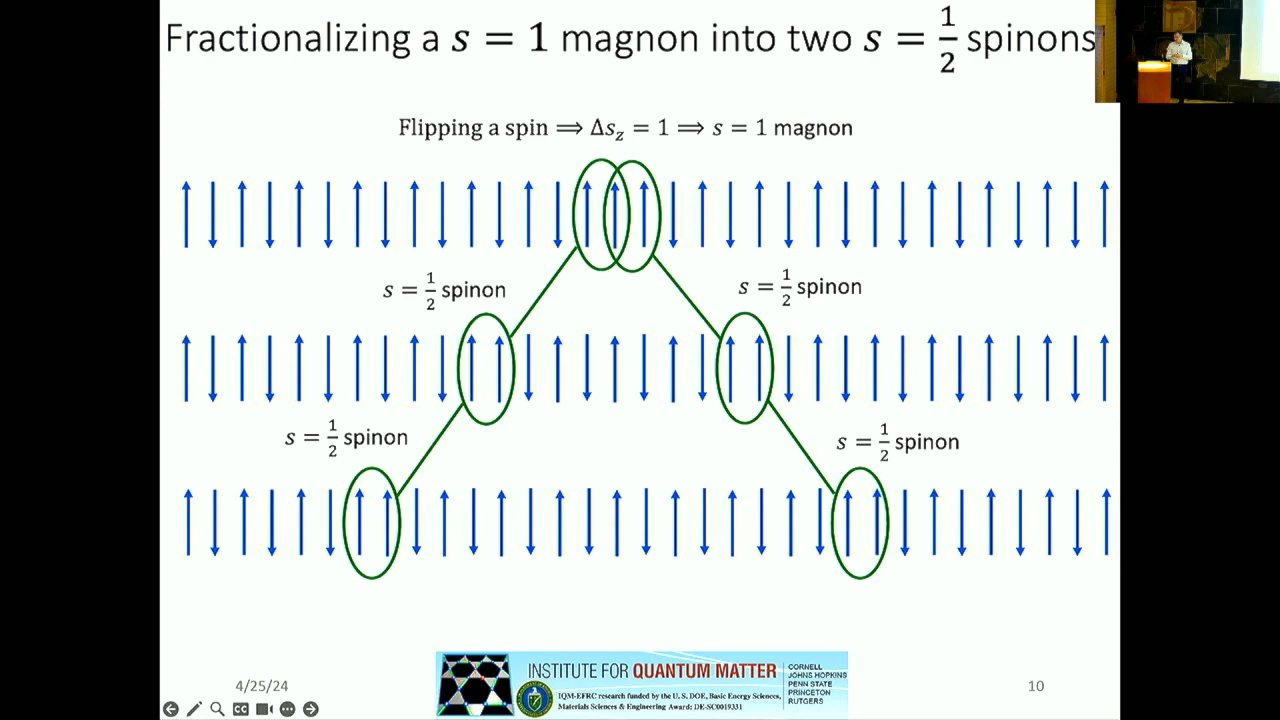 Fractionalizing a s = 1 magnon into two s = 1/2 spinons
Flipping a spin ⟹ Δs_z = 1 ⟹ s = 1 magnon
s = 1/2 spinon
s = 1/2 spinon
s = 1/2 spinon
s = 1/2 spinon
INSTITUTE FOR QUANTUM MATTER
IQM-EFRC research funded by the U.S. DOE, Basic Energy Sciences,
Materials Sciences & Engineering Award: DE-SC0019331
CORNELL
JOHNS HOPKINS
PENN STATE
PRINCETON
RUTGERS
4/25/24
10
CC